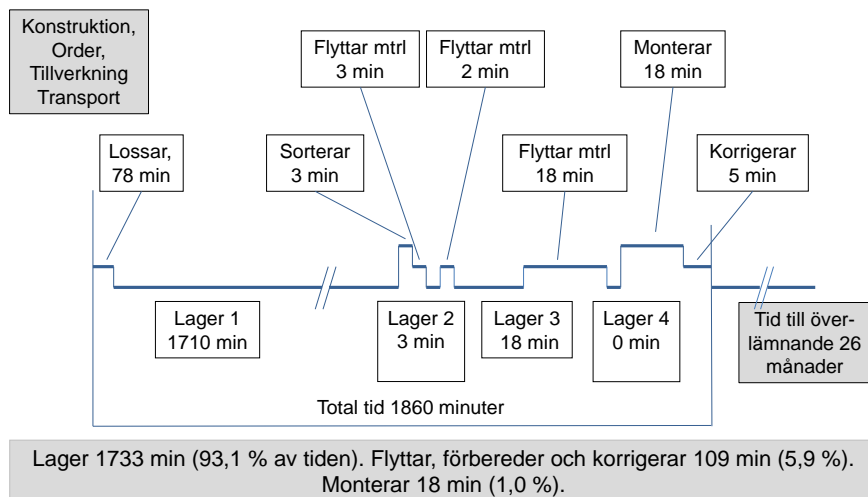 Konstruktion,
Order,
Tillverkning
Transport
Flyttar mtrl
3 min
Flyttar mtrl
2 min
Monterar
18 min
Lossar,
78 min
Sorterar
3 min
Flyttar mtrl
18 min
Korrigerar
5 min
Lager 1
1710 min
Lager 2
3 min
Lager 3
18 min
Lager 4
0 min
Tid till över-
lämnande 26
månader
Total tid 1860 minuter
Lager 1733 min (93,1 % av tiden). Flyttar, förbereder och korrigerar 109 min (5,9 %).
Monterar 18 min (1,0 %).